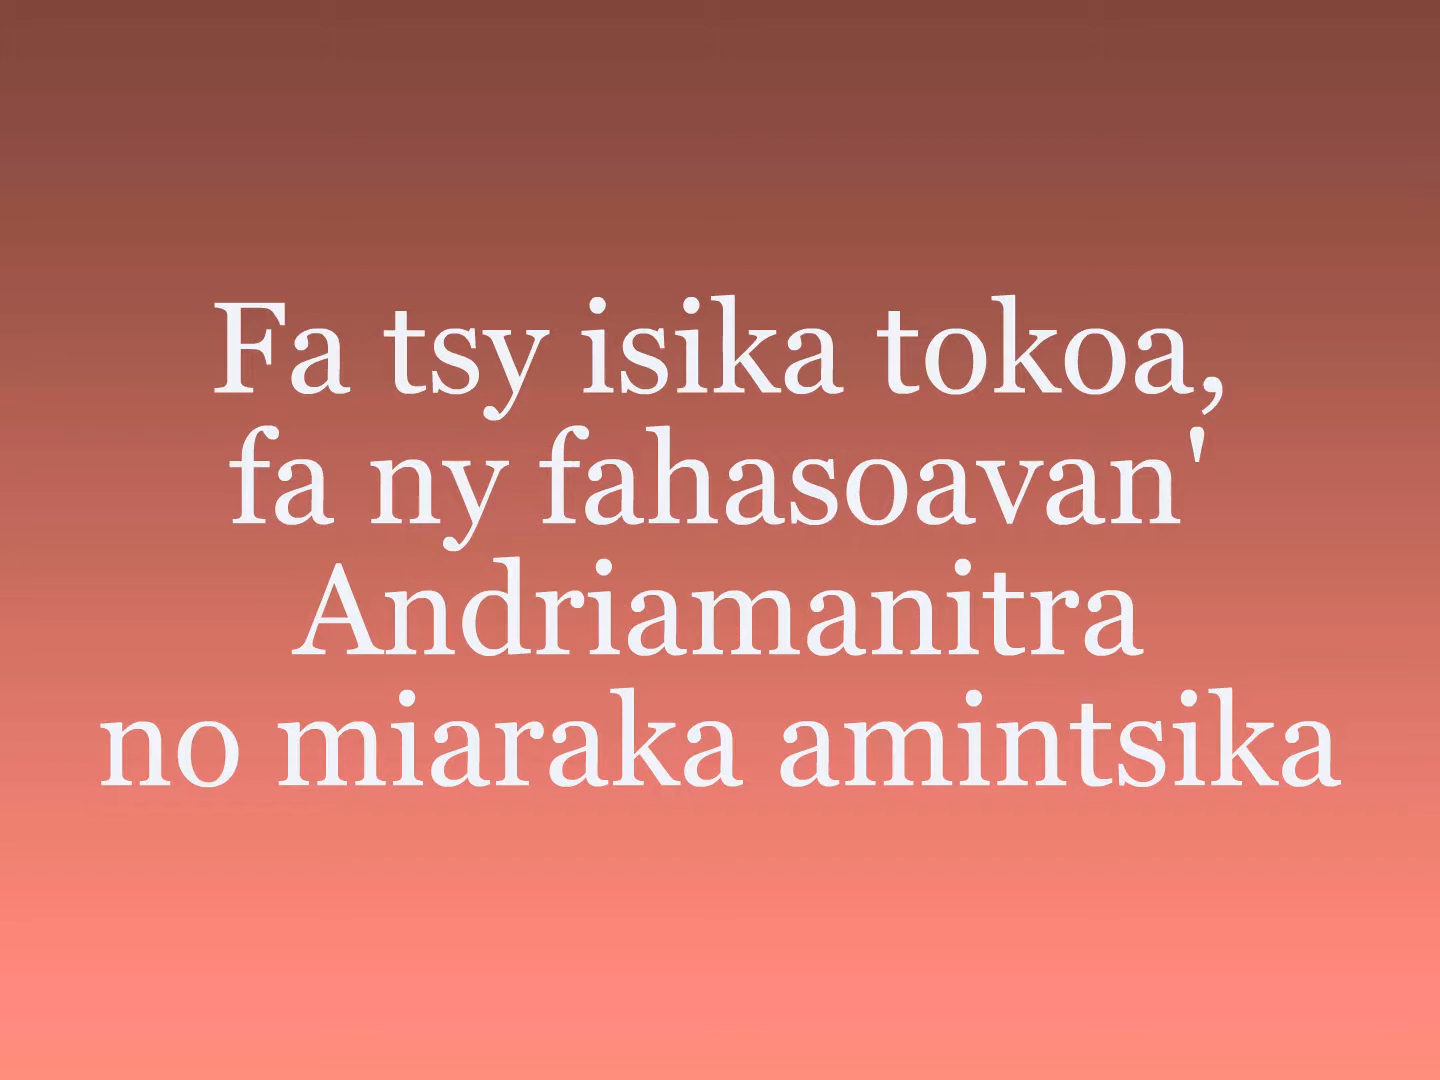 Fa tsy isika tokoa,
fa ny fahasoavan'
Andriamanitra
no miaraka amintsika